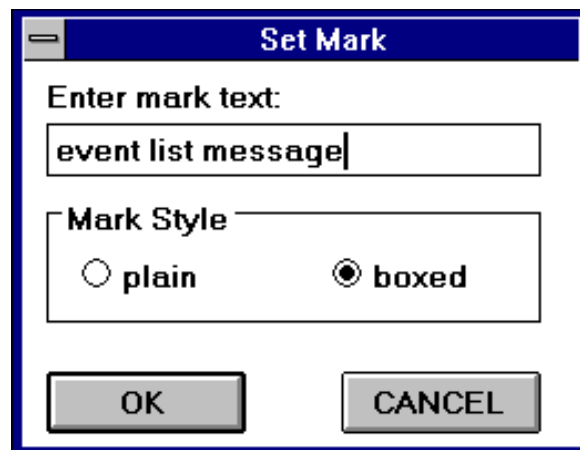 Set Mark
Enter mark text:
event list message
Mark Style
plain boxed
OK CANCEL